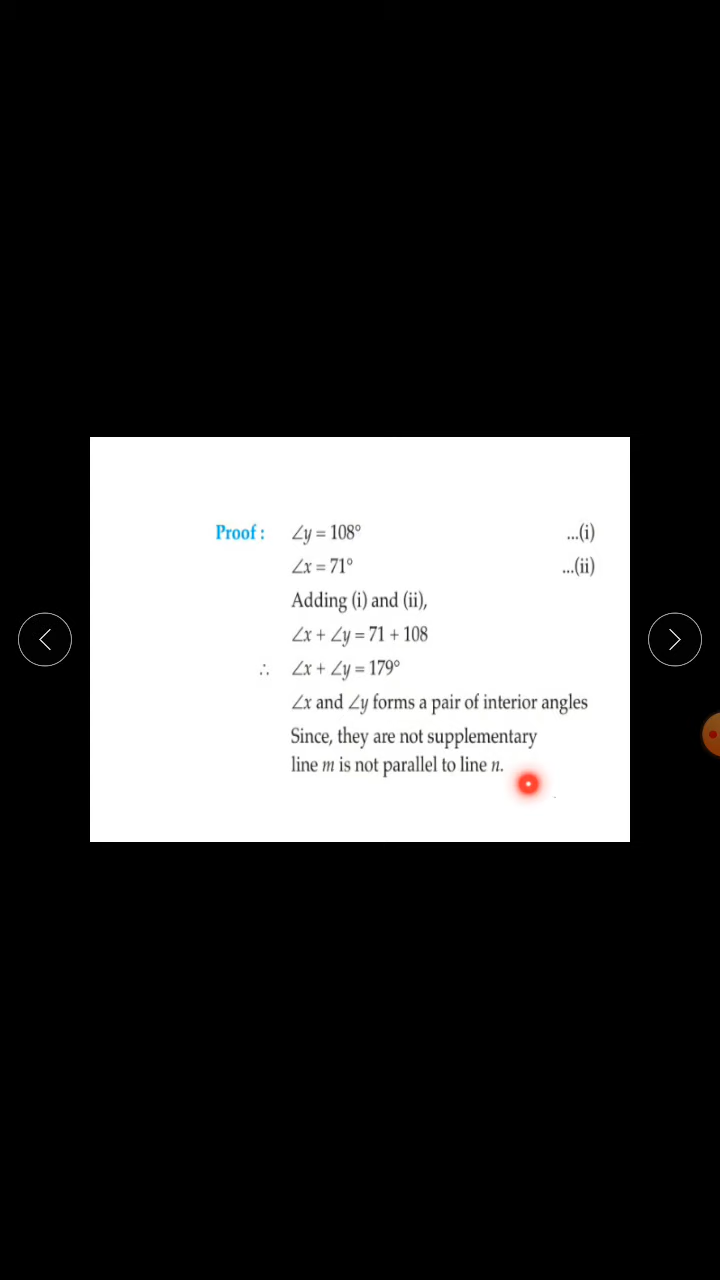 Proof : ∠y = 108° ...(i)
∠x = 71° ...(ii)
Adding (i) and (ii),
∠x + ∠y = 71 + 108
∴ ∠x + ∠y = 179°
∠x and ∠y forms a pair of interior angles
Since, they are not supplementary
line m is not parallel to line n.